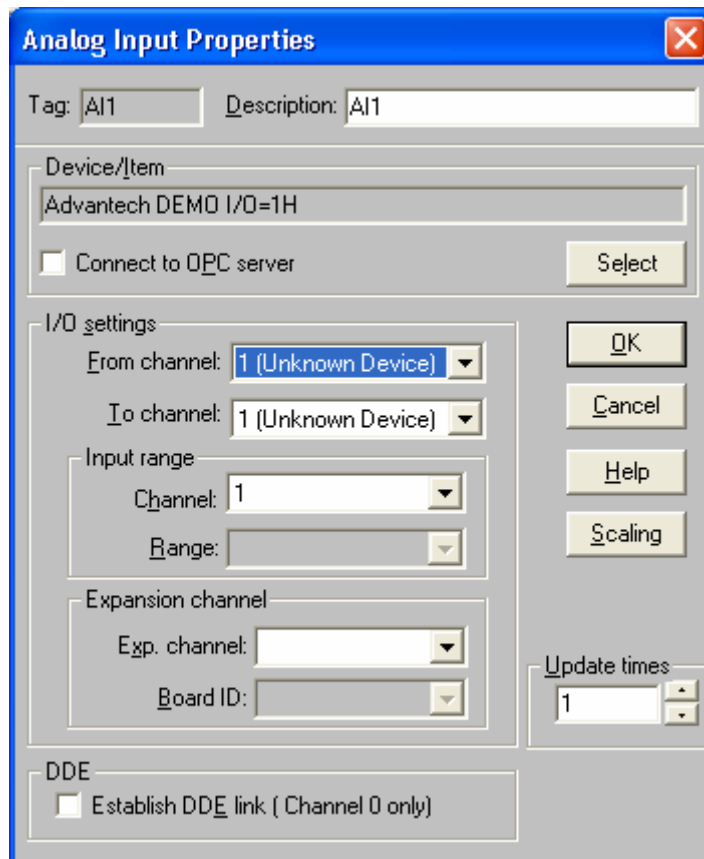 Analog Input Properties
Tag: AI1 Description: AI1
Device/Item
Advantech DEMO I/O=1H
Connect to OPC server Select
I/O settings
From channel: 1 (Unknown Device) OK
To channel: 1 (Unknown Device) Cancel
Input range
Channel: 1 Help
Range: Scaling
Expansion channel
Exp. channel: Update times
Board ID: 1
DDE
Establish DDE link ( Channel 0 only)